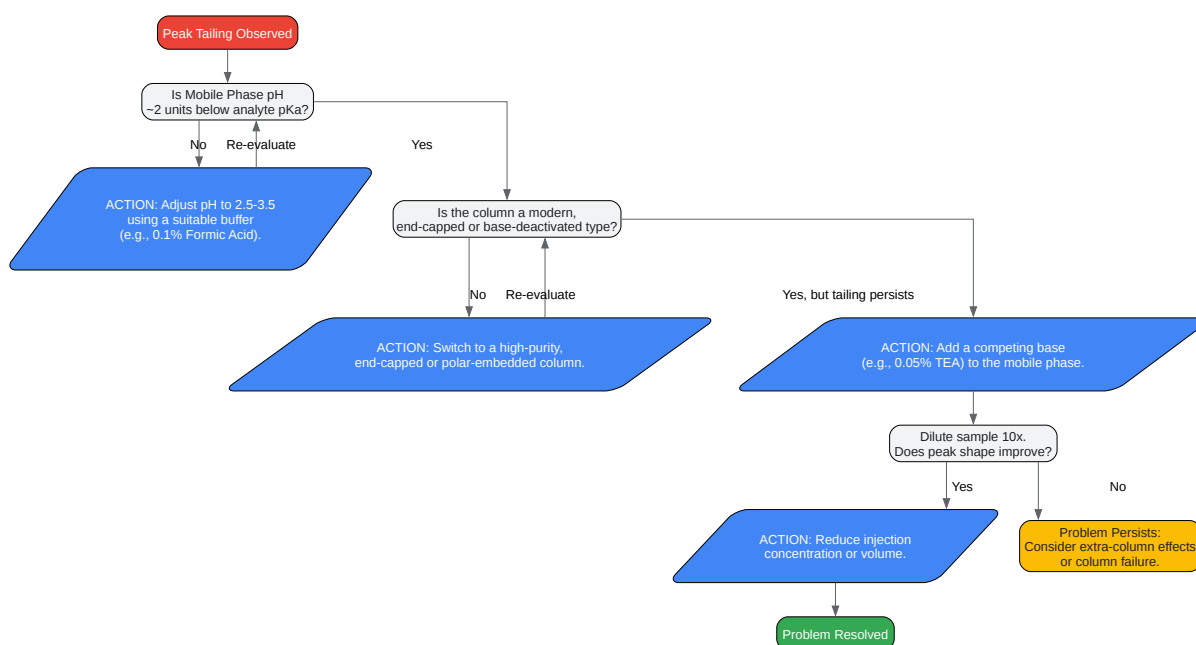 Peak Tailing Observed
Is Mobile Phase pH
~2 units below analyte pKa?
No
Re-evaluate
Yes
ACTION: Adjust pH to 2.5-3.5
using a suitable buffer
(e.g., 0.1% Formic Acid).
Is the column a modern,
end-capped or base-deactivated type?
No
Re-evaluate
Yes, but tailing persists
ACTION: Switch to a high-purity,
end-capped or polar-embedded column.
ACTION: Add a competing base
(e.g., 0.05% TEA) to the mobile phase.
Dilute sample 10x.
Does peak shape improve?
Yes
No
ACTION: Reduce injection
concentration or volume.
Problem Persists:
Consider extra-column effects
or column failure.
Problem Resolved